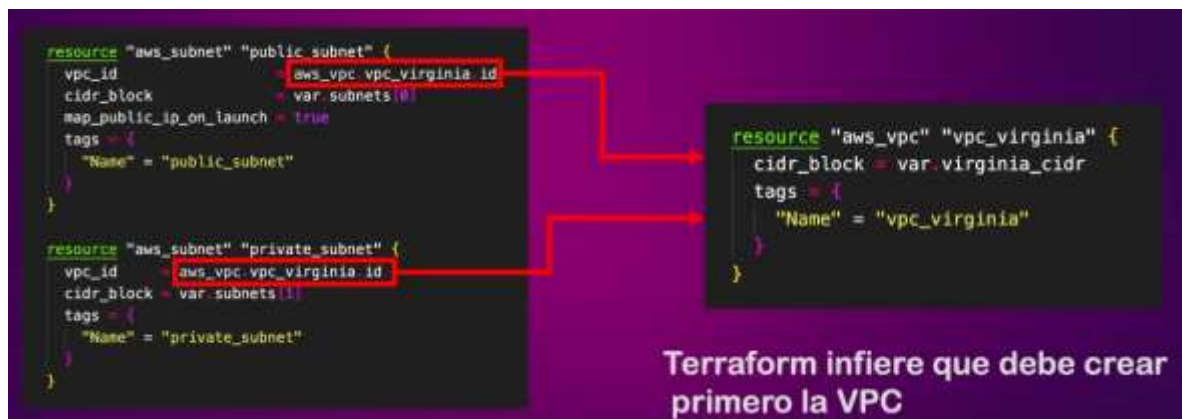 resource "aws_subnet" "public_subnet" {
vpc_id = aws_vpc.vpc_virginia.id
cidr_block = var.subnets[0]
map_public_ip_on_launch = true
tags = {
"Name" = "public_subnet"
}
}
resource "aws_subnet" "private_subnet" {
vpc_id = aws_vpc.vpc_virginia.id
cidr_block = var.subnets[1]
tags = {
"Name" = "private_subnet"
}
}
resource "aws_vpc" "vpc_virginia" {
cidr_block = var.virginia_cidr
tags = {
"Name" = "vpc_virginia"
}
}
Terraform infiere que debe crear
primero la VPC